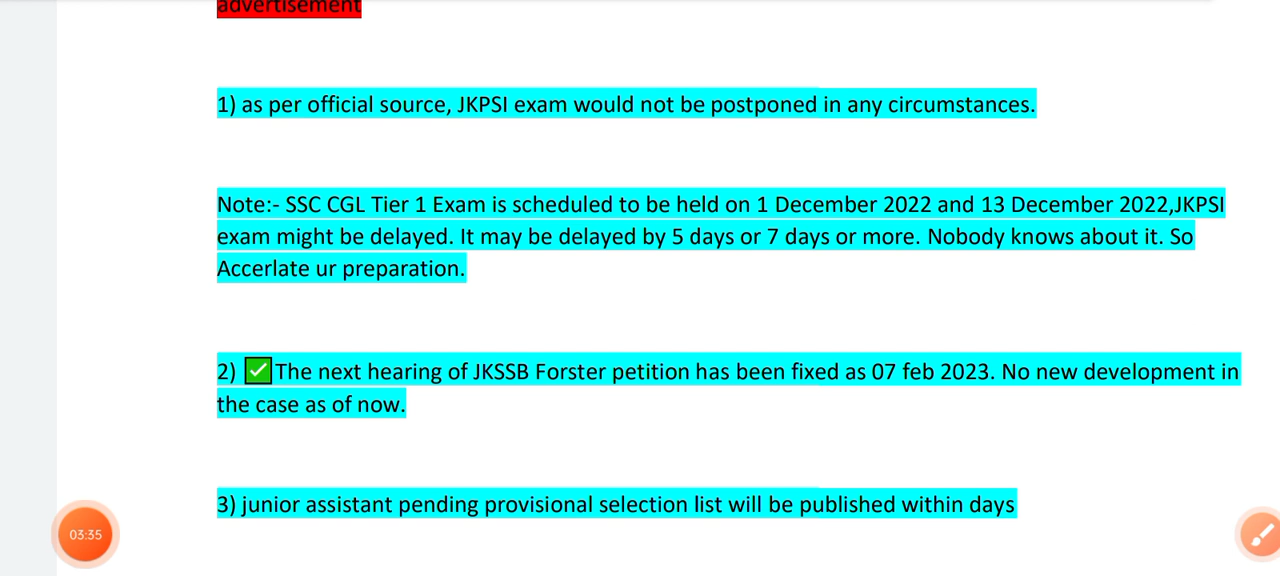 advertisement
1) as per official source, JKPSI exam would not be postponed in any circumstances.
Note:- SSC CGL Tier 1 Exam is scheduled to be held on 1 December 2022 and 13 December 2022,JKPSI
exam might be delayed. It may be delayed by 5 days or 7 days or more. Nobody knows about it. So
Accerlate ur preparation.
2) ✅The next hearing of JKSSB Forster petition has been fixed as 07 feb 2023. No new development in
the case as of now.
3) junior assistant pending provisional selection list will be published within days
03:35